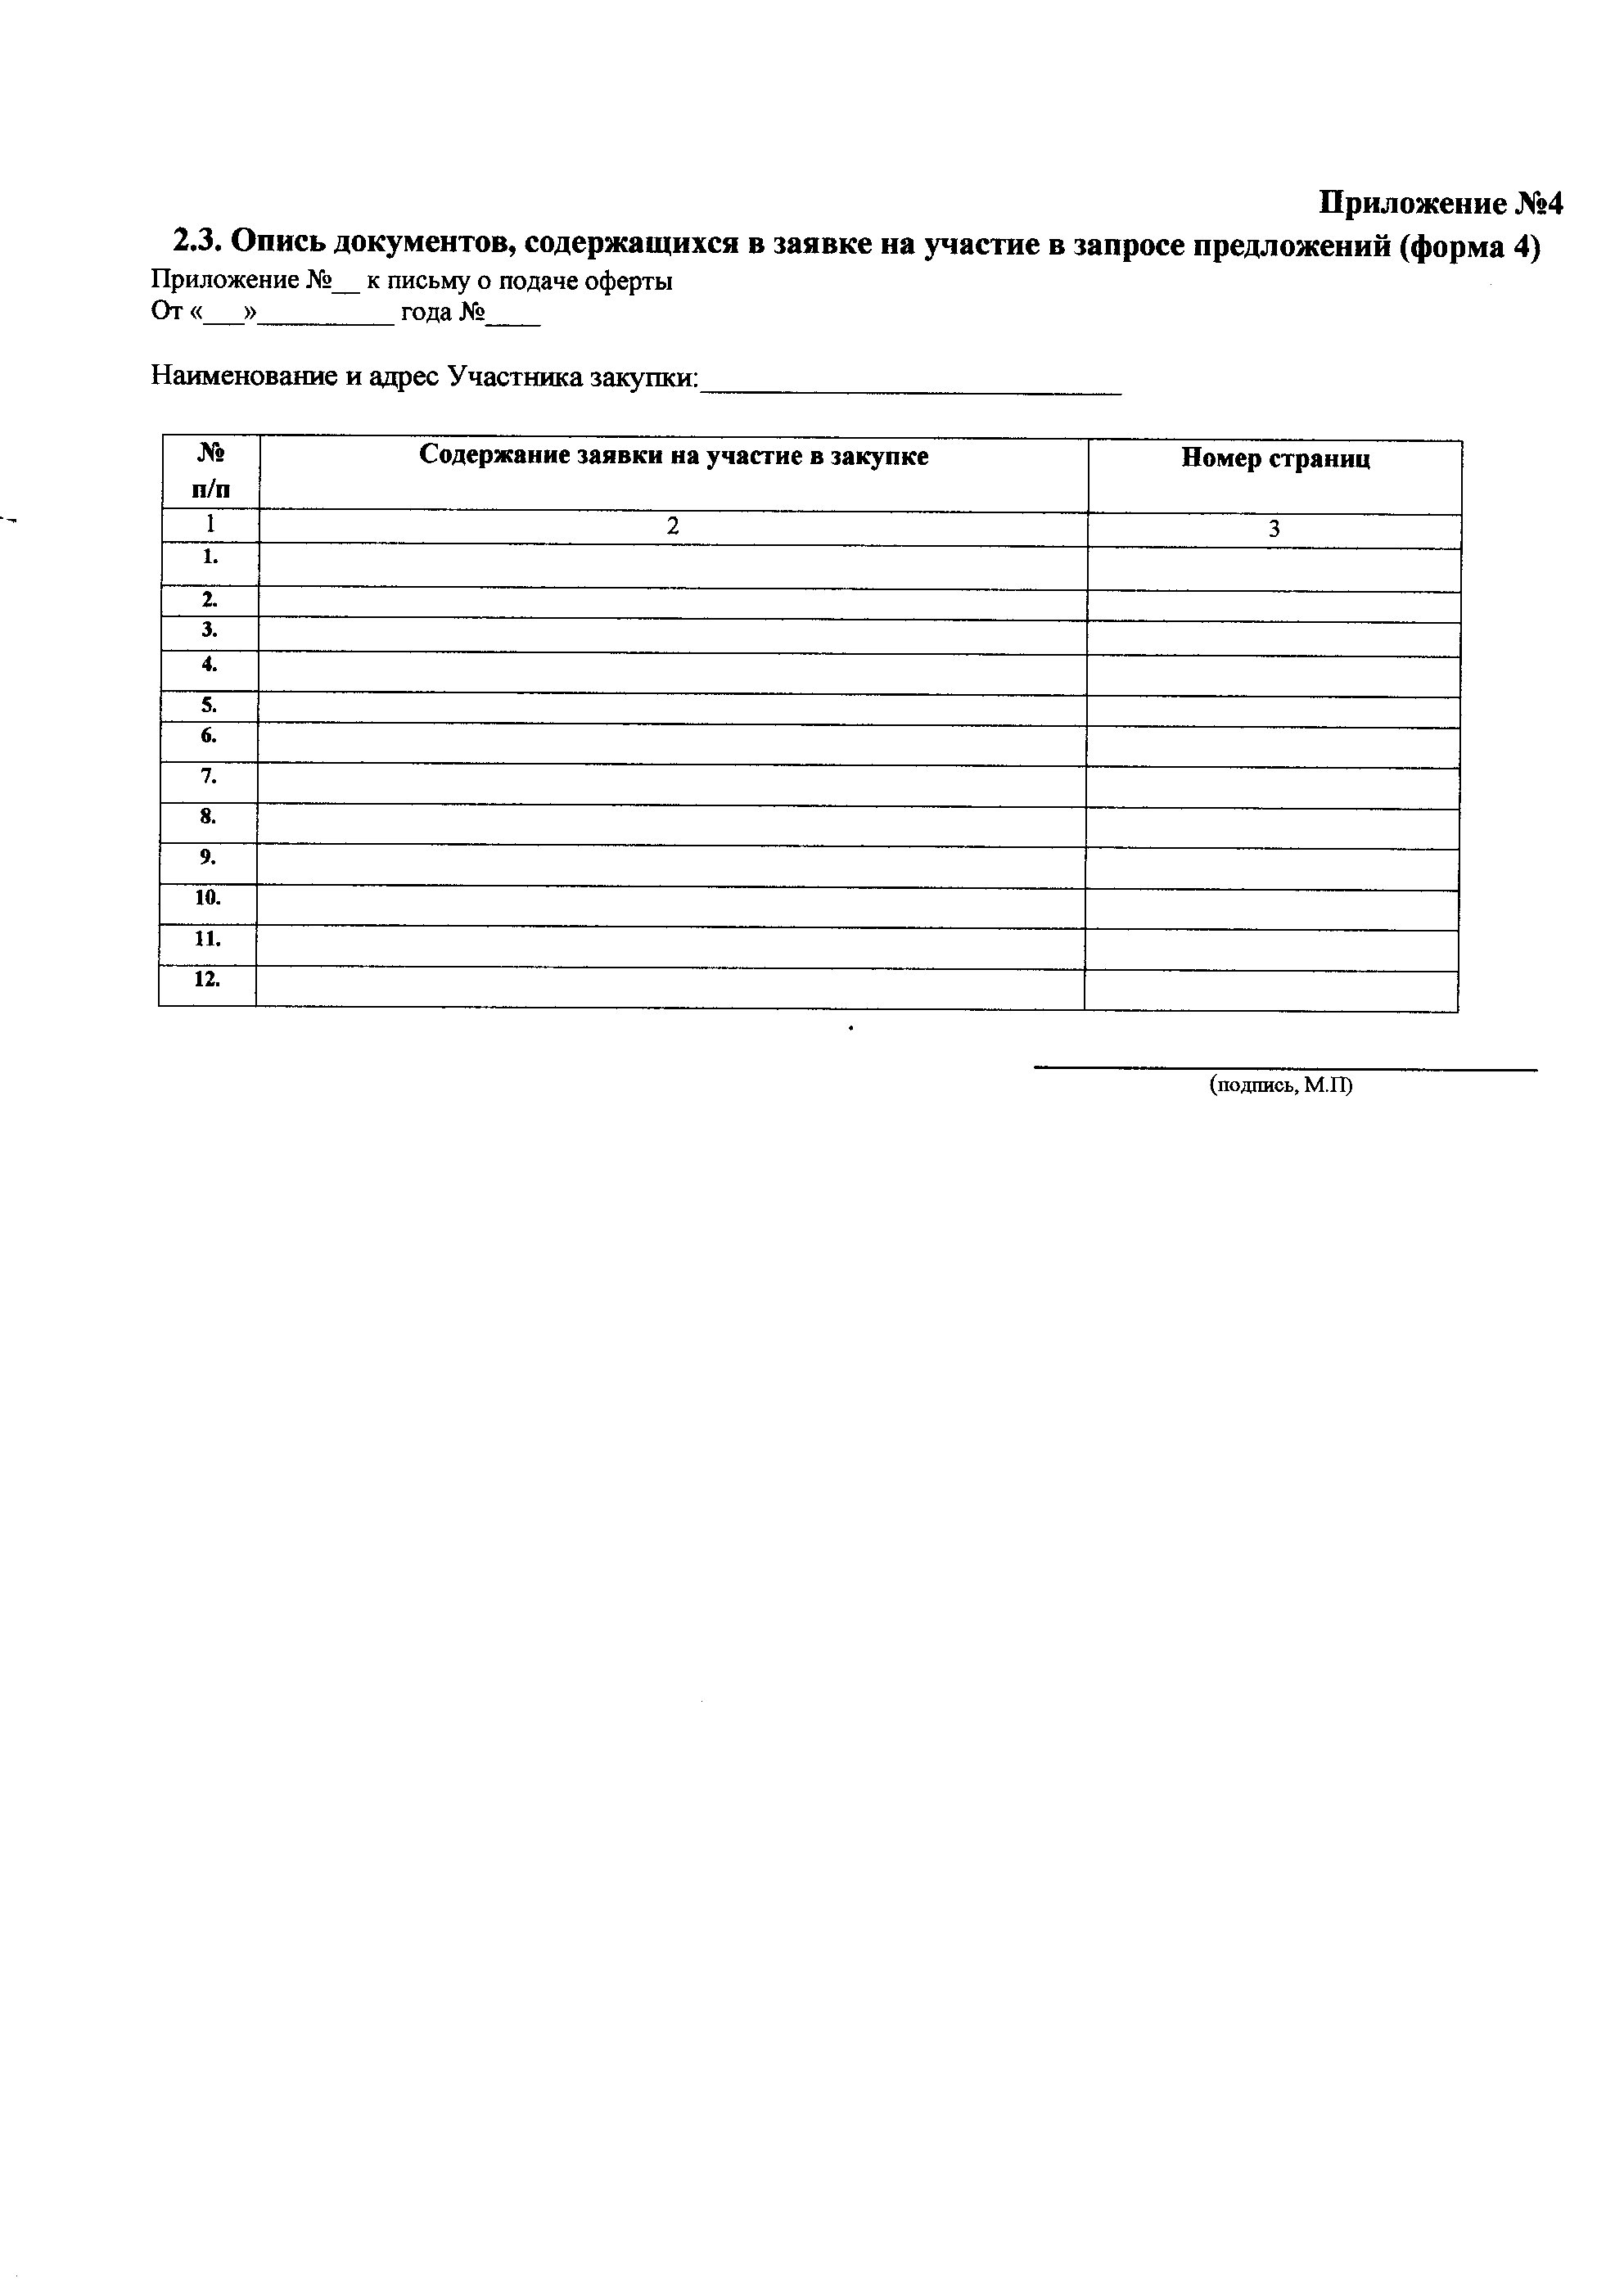 Приложение №4
2.3. Опись документов, содержащихся в заявке на участие в запросе предложений (форма 4)
Приложение №__ к письму о подаче оферты
От «___»__________ года №____
Наименование и адрес Участника закупки:______________________________
№ п/п Содержание заявки на участие в закупке Номер страниц
1 2 3
1.
2.
3.
4.
5.
6.
7.
8.
9.
10.
11.
12.
(подпись, М.П)